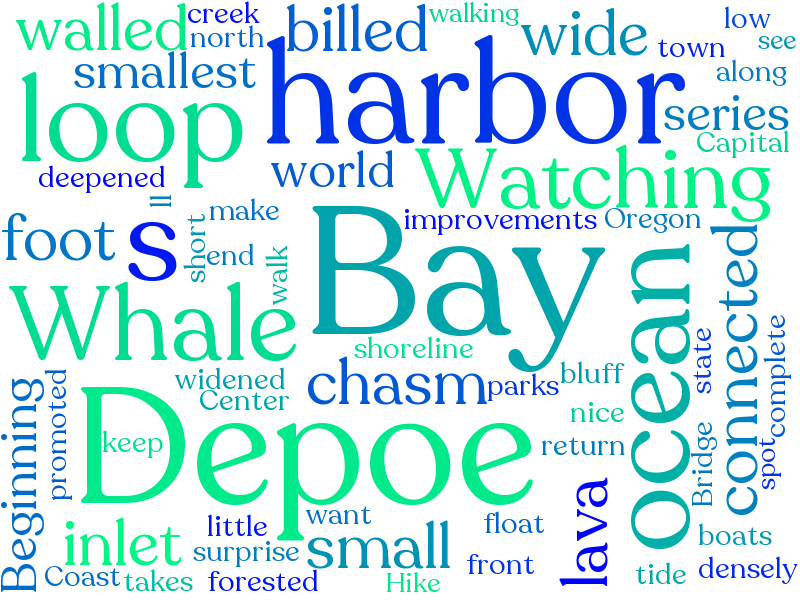 creek
walking
low
walled
billed
wide
see
north
town
smallest
harbor
along
loop
series
Capital
world
Watching
deepened
ll
make
improvements
Oregon
foot
s
short
end
walk
Bay
ocean
connected
Whale
shoreline
state
complete
widened
chasm
parks
bluff
Center
Beginning
promoted
keep
Depoe
nice
return
Bridge
spot
lava
want
little
float
inlet
surprise
small
front
boats
Coast
takes
forested
Hike
tide
densely